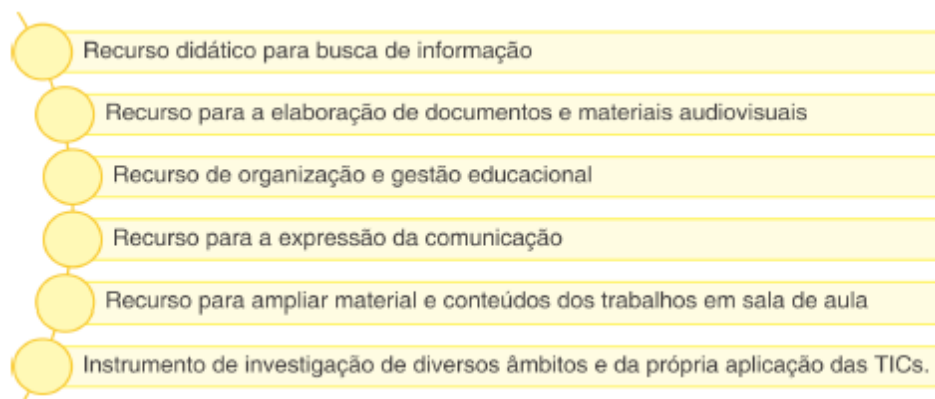 Recurso didático para busca de informação
Recurso para a elaboração de documentos e materiais audiovisuais
Recurso de organização e gestão educacional
Recurso para a expressão da comunicação
Recurso para ampliar material e conteúdos dos trabalhos em sala de aula
Instrumento de investigação de diversos âmbitos e da própria aplicação das TICs.